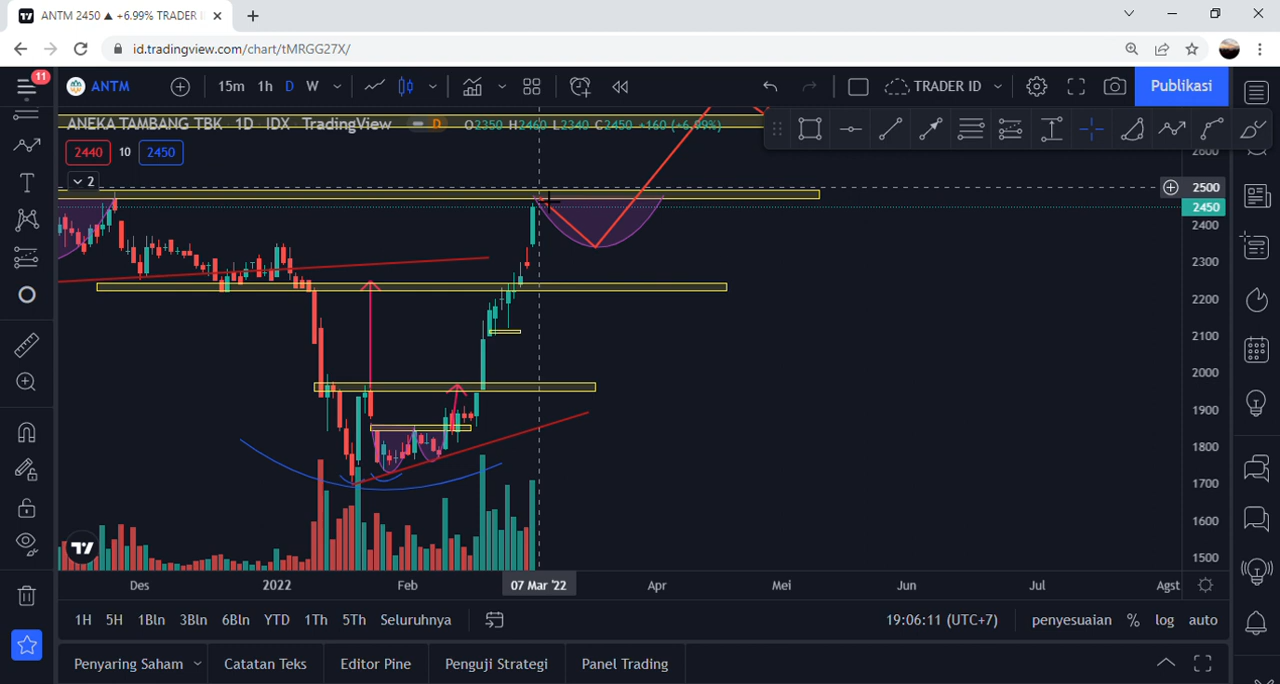 ANTM 2450 ▲ +6.99% TRADER I
id.tradingview.com/chart/tMRGG27X/
11
ANTM 15m 1h D W TRADER ID Publikasi
ANEKA TAMBANG TBK 1D IDX TradingView D O2350 H2460 L2340 C2450 +160 (+6.99%)
2440 10 2450
2
2600
2500
2450
2400
2300
2200
2100
2000
1900
1800
1700
1600
1500
Des 2022 Feb 07 Mar '22 Apr Mei Jun Jul Agst
1H 5H 1Bln 3Bln 6Bln YTD 1Th 5Th Seluruhnya 19:06:11 (UTC+7) penyesuaian % log auto
Penyaring Saham Catatan Teks Editor Pine Penguji Strategi Panel Trading